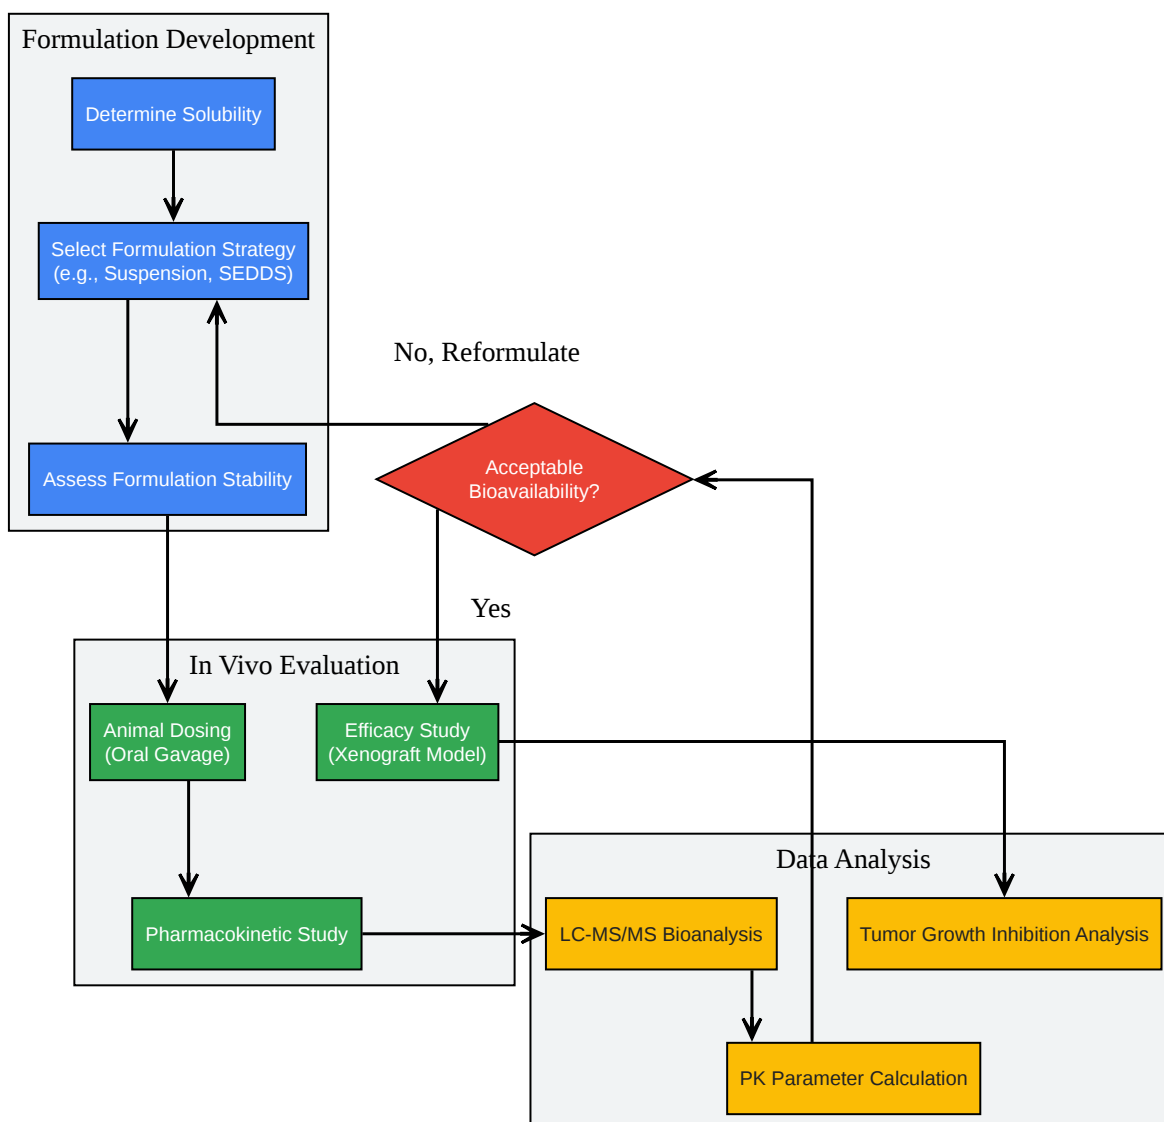 Formulation Development
Determine Solubility
Select Formulation Strategy
(e.g., Suspension, SEDDS)
No, Reformulate
Assess Formulation Stability
Acceptable
Bioavailability?
Yes
In Vivo Evaluation
Animal Dosing
(Oral Gavage)
Efficacy Study
(Xenograft Model)
Pharmacokinetic Study
Data Analysis
LC-MS/MS Bioanalysis
Tumor Growth Inhibition Analysis
PK Parameter Calculation